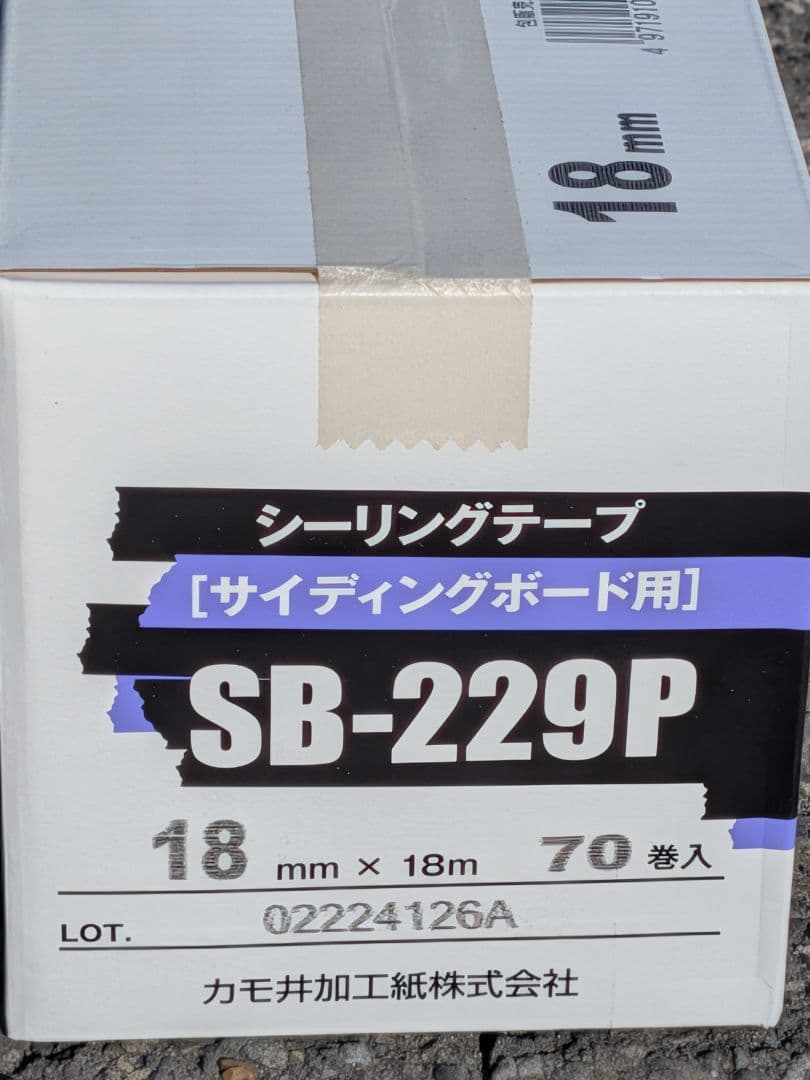 4 97191
18mm
シーリングテープ
[サイディングボード用]
SB-229P
18 mm × 18m 70 巻入
LOT. 02224126A
カモ井加工紙株式会社